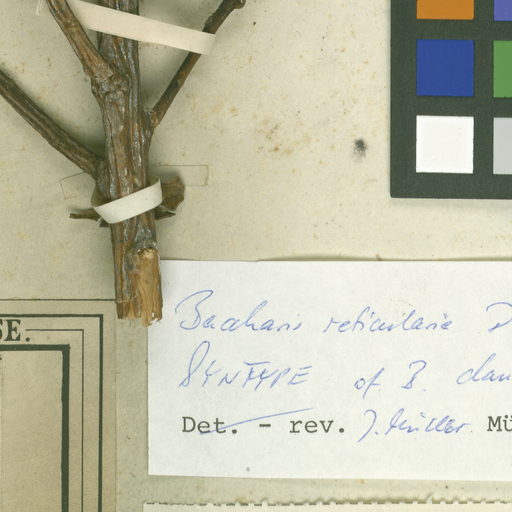 SE.
Baccharis reticularia D
SYNTYPE of B.
Det. - rev. J. Müller Mü